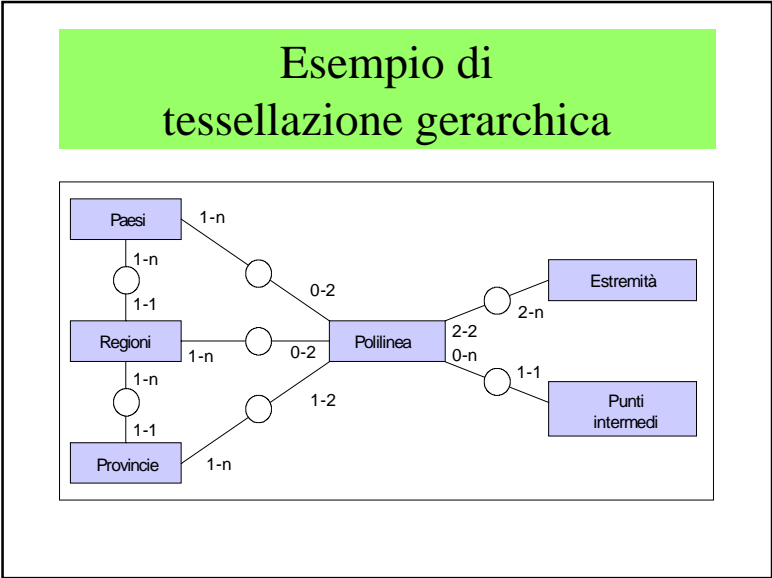 Esempio di
tessellazione gerarchica
Paesi
1-n
1-n
0-2
1-1
Regioni
1-n
0-2
Polilinea
1-n
1-2
1-1
Provincie
1-n
Estremità
2-n
2-2
0-n
1-1
Punti
intermedi